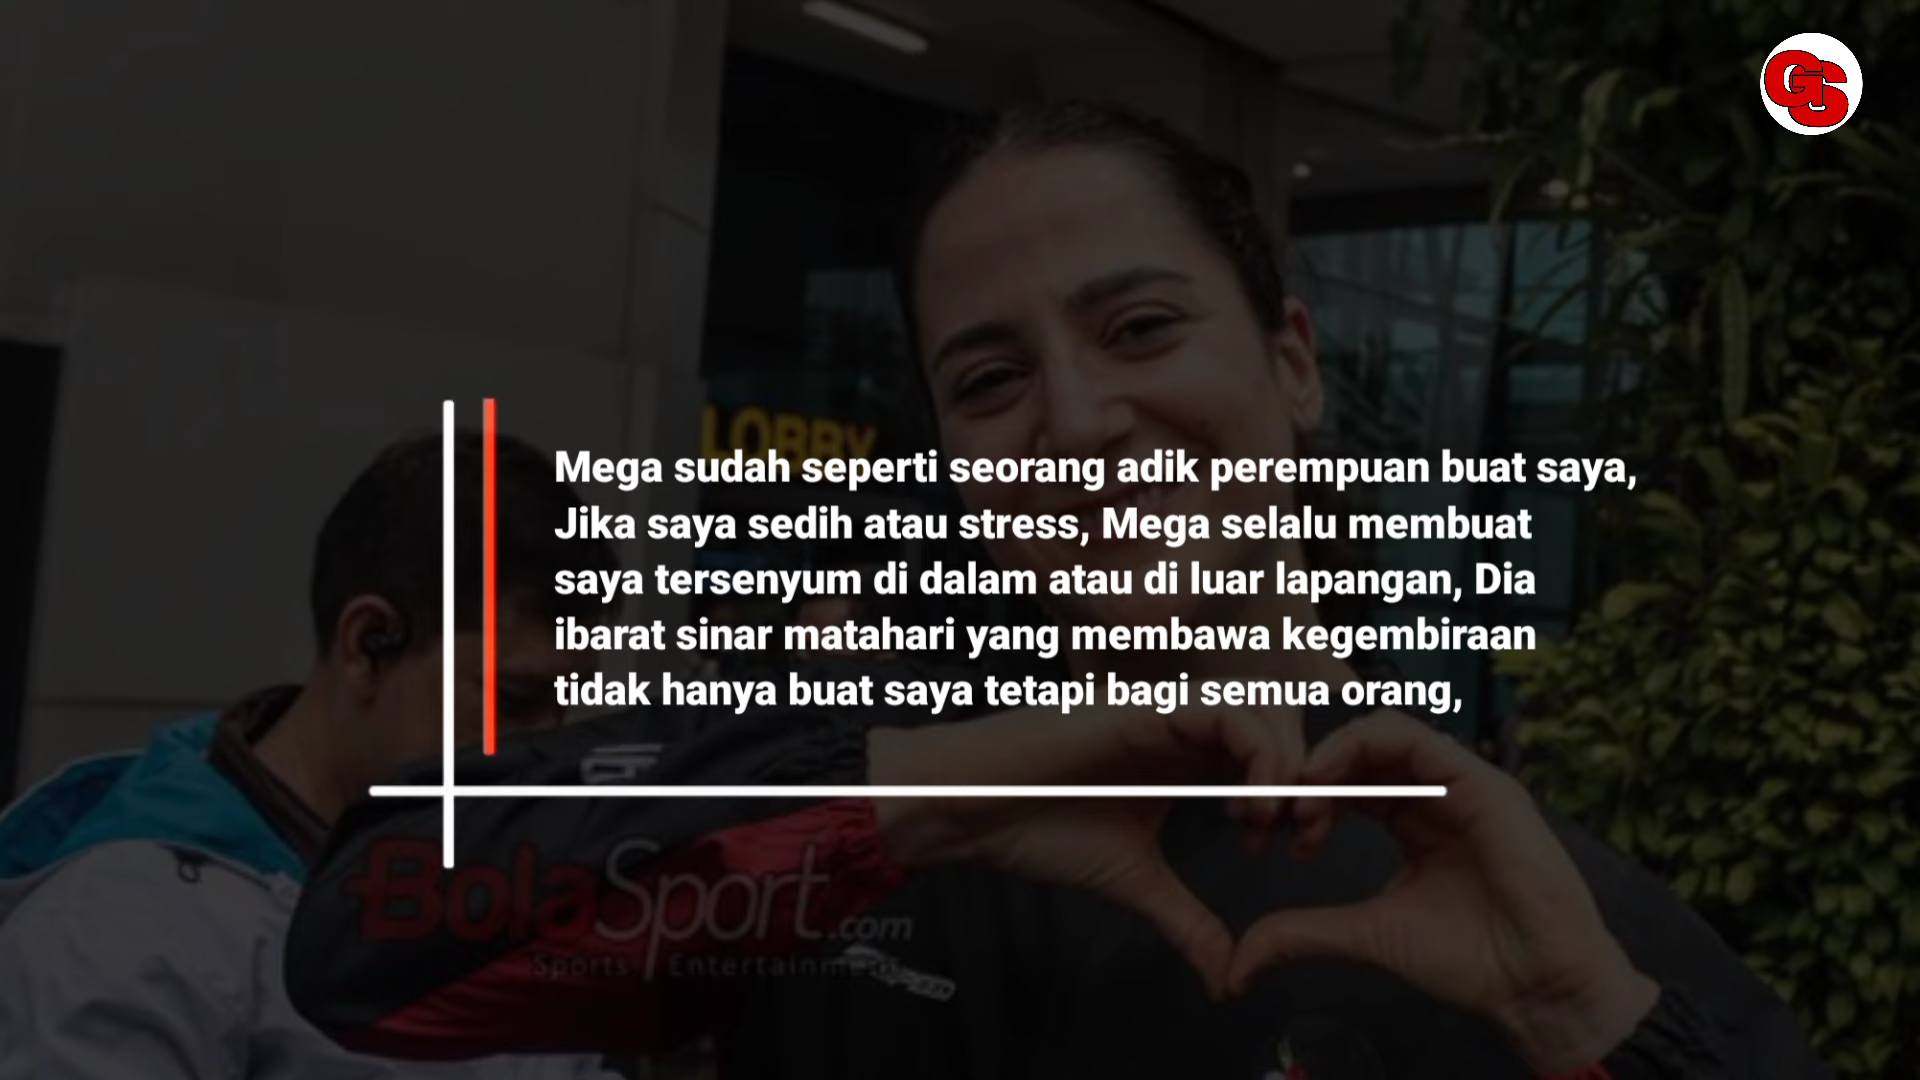 GS
LOBBY
Mega sudah seperti seorang adik perempuan buat saya,
Jika saya sedih atau stress, Mega selalu membuat
saya tersenyum di dalam atau di luar lapangan, Dia
ibarat sinar matahari yang membawa kegembiraan
tidak hanya buat saya tetapi bagi semua orang,
BolaSport.com
Sports Entertainment